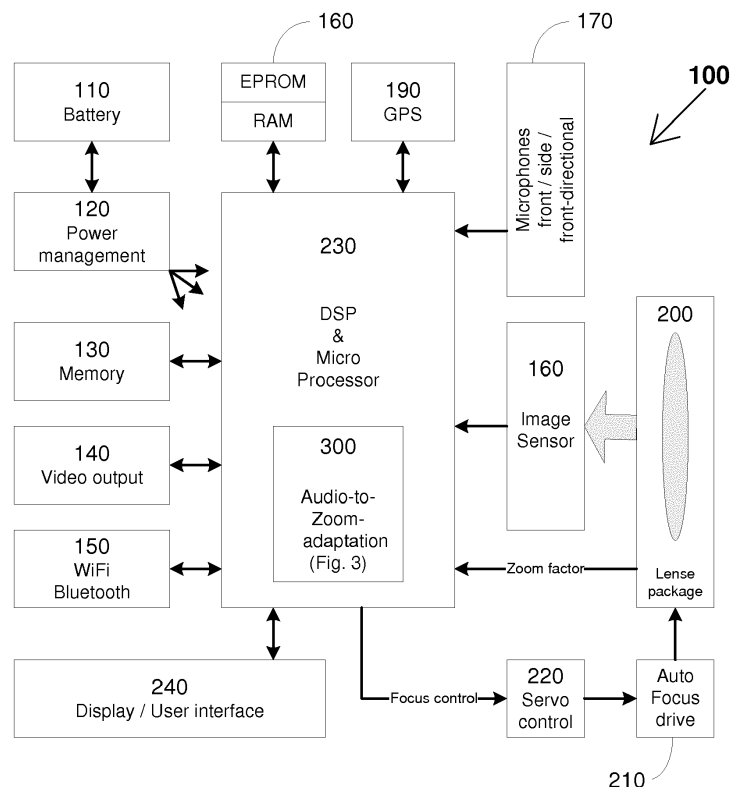 160
170
100
110
Battery
EPROM
RAM
190
GPS
Microphones
front / side /
front-directional
120
Power
management
230
DSP
&
Micro
Processor
200
130
Memory
160
Image
Sensor
140
Video output
300
Audio-to-
Zoom-
adaptation
(Fig. 3)
150
WiFi
Bluetooth
Zoom factor
Lense
package
240
Display / User interface
Focus control
220
Servo
control
Auto
Focus
drive
210